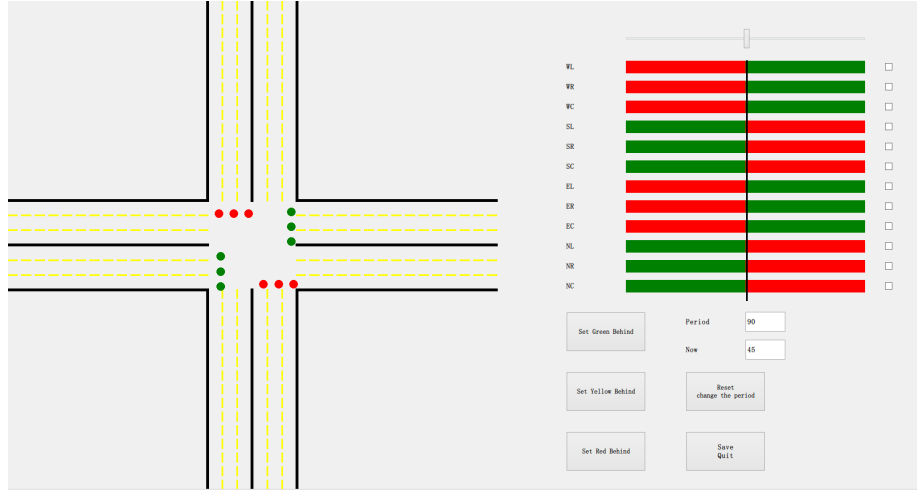 WL
WR
WC
SL
SR
SC
EL
ER
EC
NL
NR
NC
Set Green Behind
Period 90
Now 45
Set Yellow Behind
Reset
change the period
Set Red Behind
Save
Quit